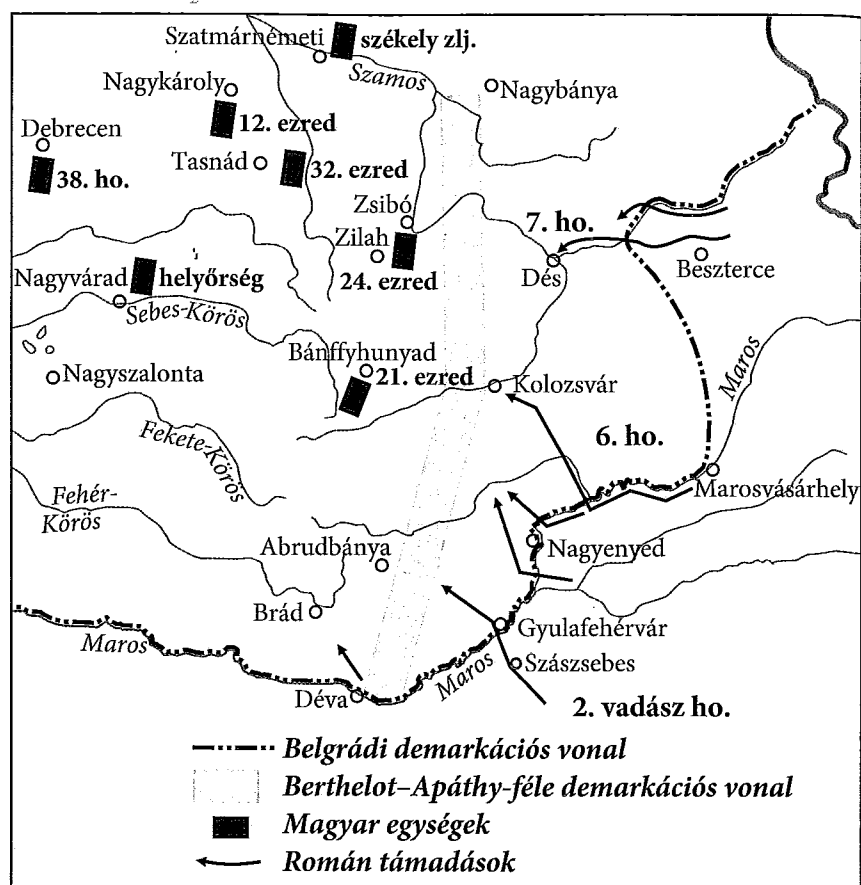 Szatmárnémeti
székely zlj.
Szamos
Nagykároly
Nagybánya
12. ezred
Debrecen
Tasnád
32. ezred
38. ho.
Zsibó
7. ho.
Zilah
Nagyvárad
helyőrség
24. ezred
Dés
Beszterce
Sebes-Körös
Bánffyhunyad
Maros
Nagyszalonta
21. ezred
Kolozsvár
6. ho.
Fekete-
Körös
Marosvásárhely
Fehér-
Körös
Abrudbánya
Nagyenyed
Brád
Gyulafehérvár
Maros
Maros
Szászsebes
Déva
2. vadász ho.
Belgrádi demarkációs vonal
Berthelot–Apáthy-féle demarkációs vonal
Magyar egységek
Román támadások